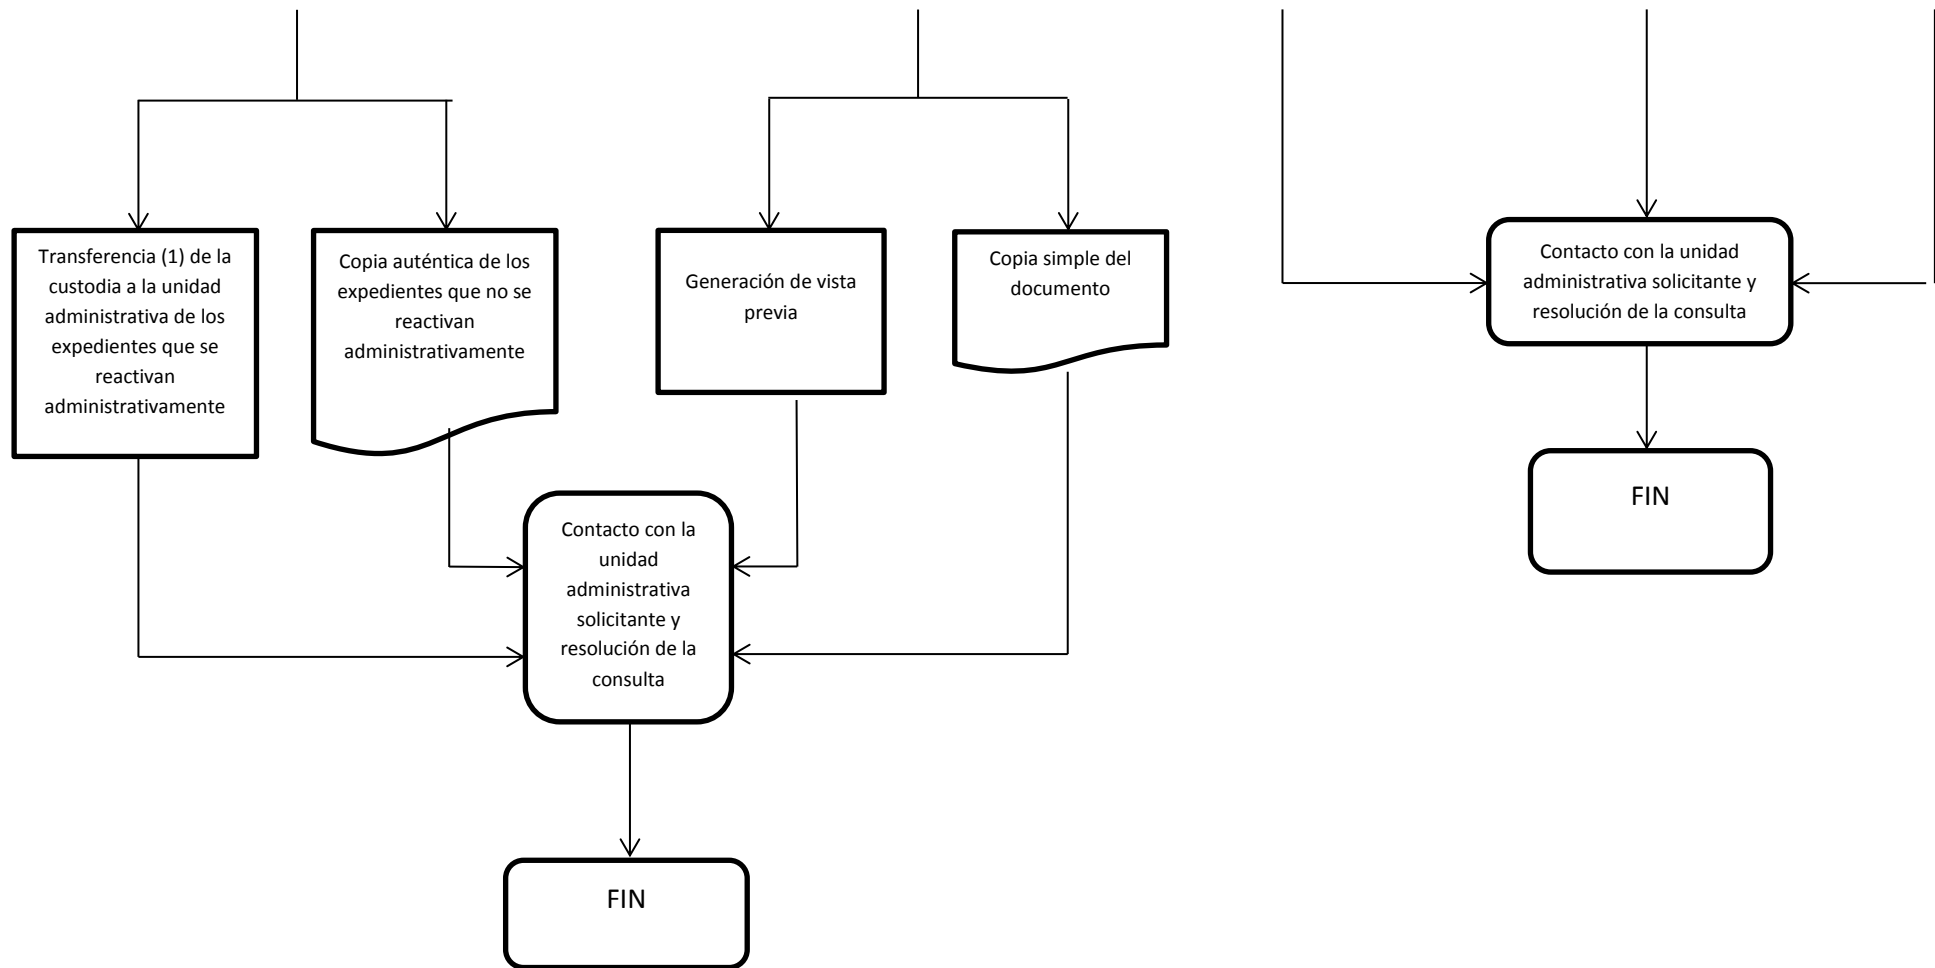 Transferencia (1) de la
custodia a la unidad
administrativa de los
expedientes que se
reactivan
administrativamente
Copia auténtica de los
expedientes que no se
reactivan
administrativamente
Generación de vista
previa
Copia simple del
documento
Contacto con la unidad
administrativa solicitante y
resolución de la consulta
FIN
Contacto con la
unidad
administrativa
solicitante y
resolución de la
consulta
FIN